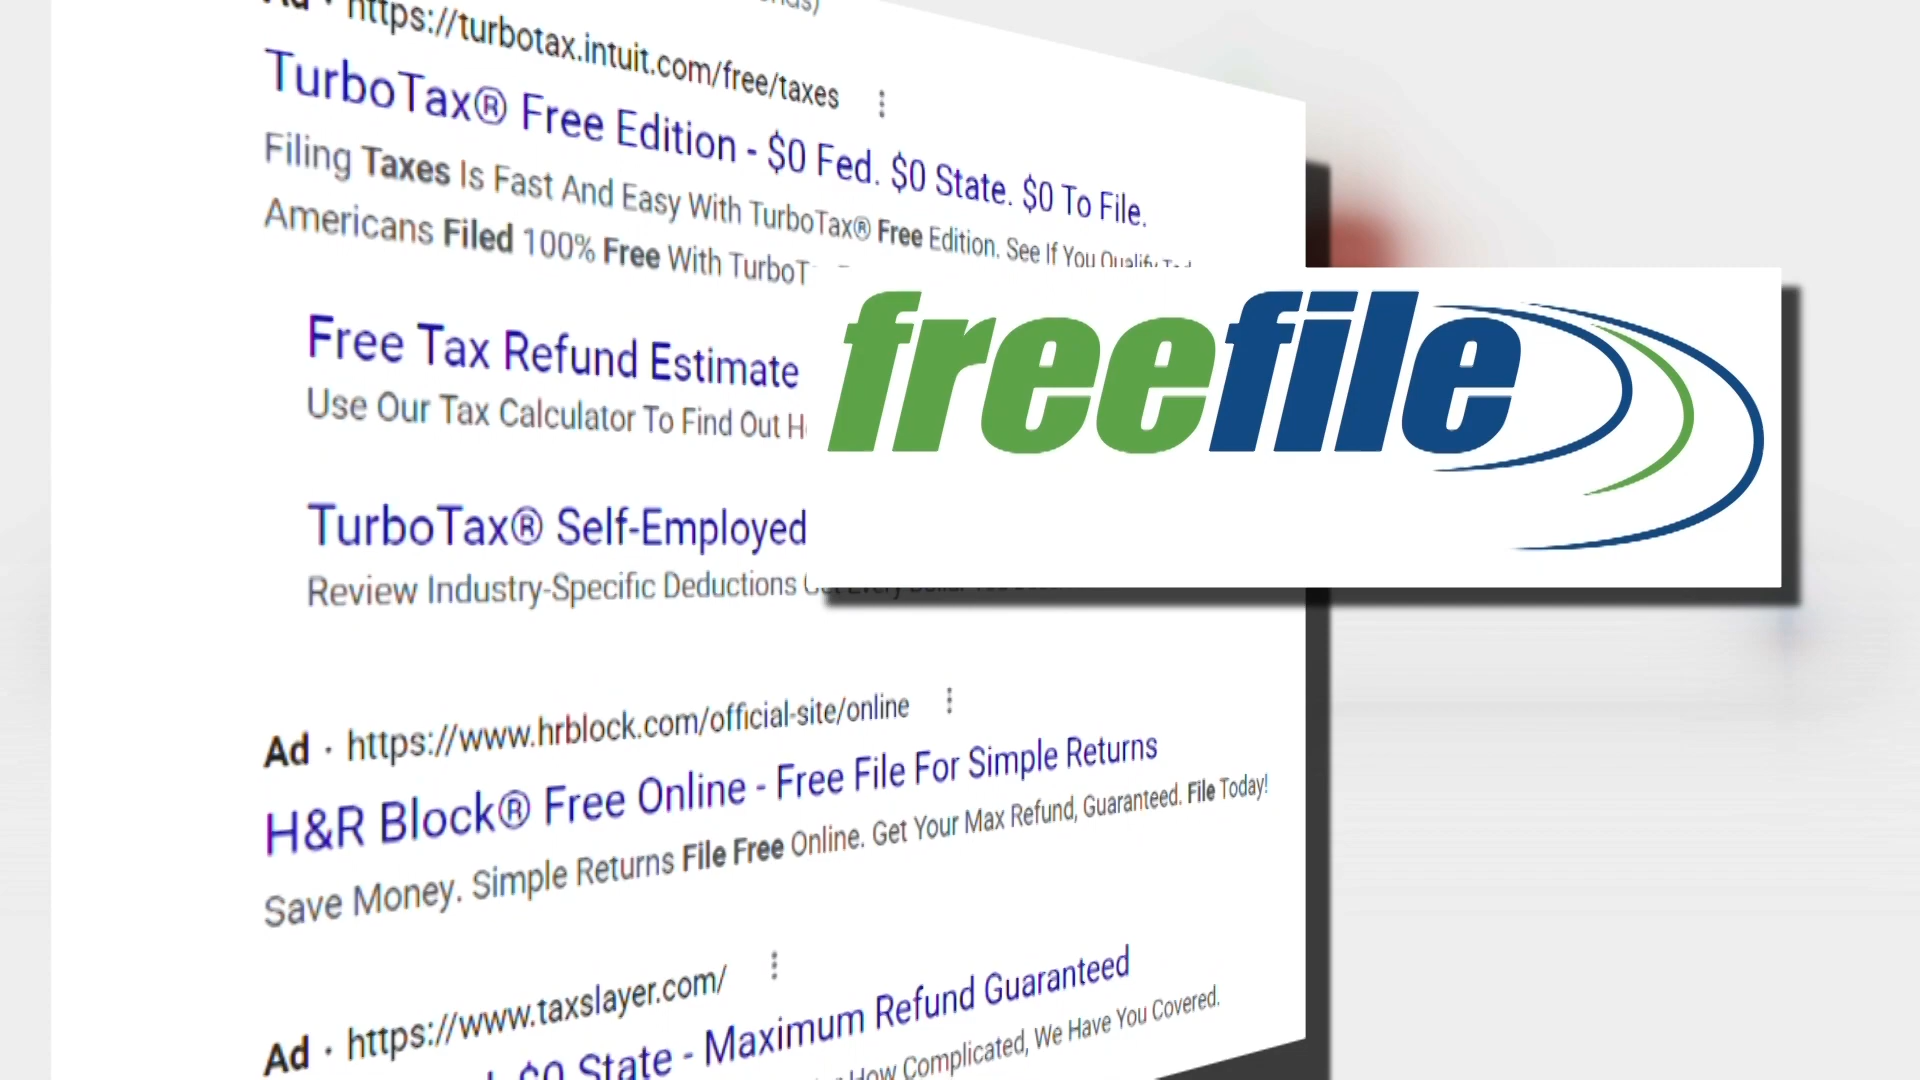 Ad · https://turbotax.intuit.com/free/taxes
TurboTax® Free Edition - $0 Fed. $0 State. $0 To File.
Filing Taxes Is Fast And Easy With TurboTax® Free Edition. See If You Qualify
Americans Filed 100% Free With
Free Tax Refund Estimate
Use Our Tax Calculator To Find Out
freefile
TurboTax® Self-Employed
Review Industry-Specific Deductions
Ad · https://www.hrblock.com/official-site/online
H&R Block® Free Online - Free File For Simple Returns
Save Money. Simple Returns File Free Online. Get Your Max Refund, Guaranteed. File Today!
Ad · https://www.taxslayer.com/
$0 State - Maximum Refund Guaranteed
How Complicated, We Have You Covered.